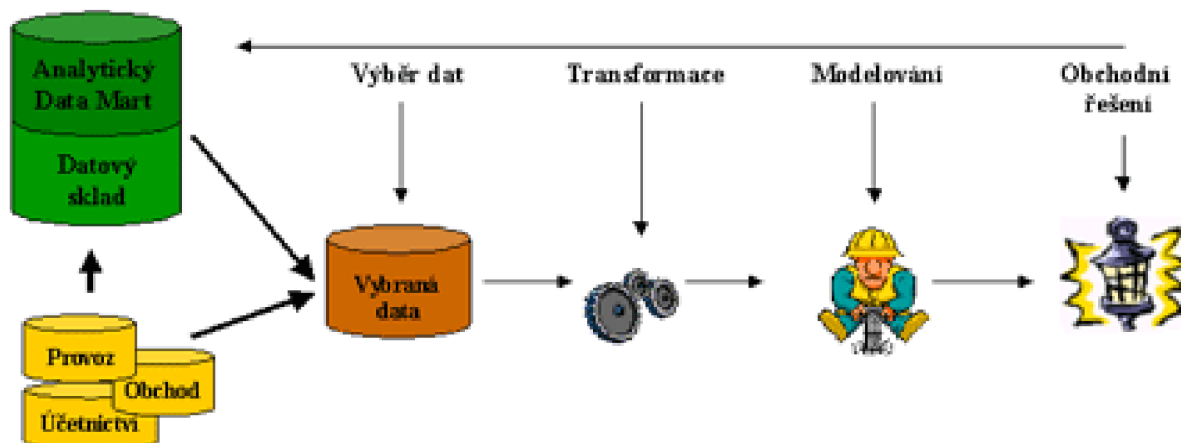 Analytický
Data Mart
Datový
sklad
Výběr dat
Transformace
Modelování
Obchodní
řešení
Vybraná
data
Provoz
Obchod
Účetnictví